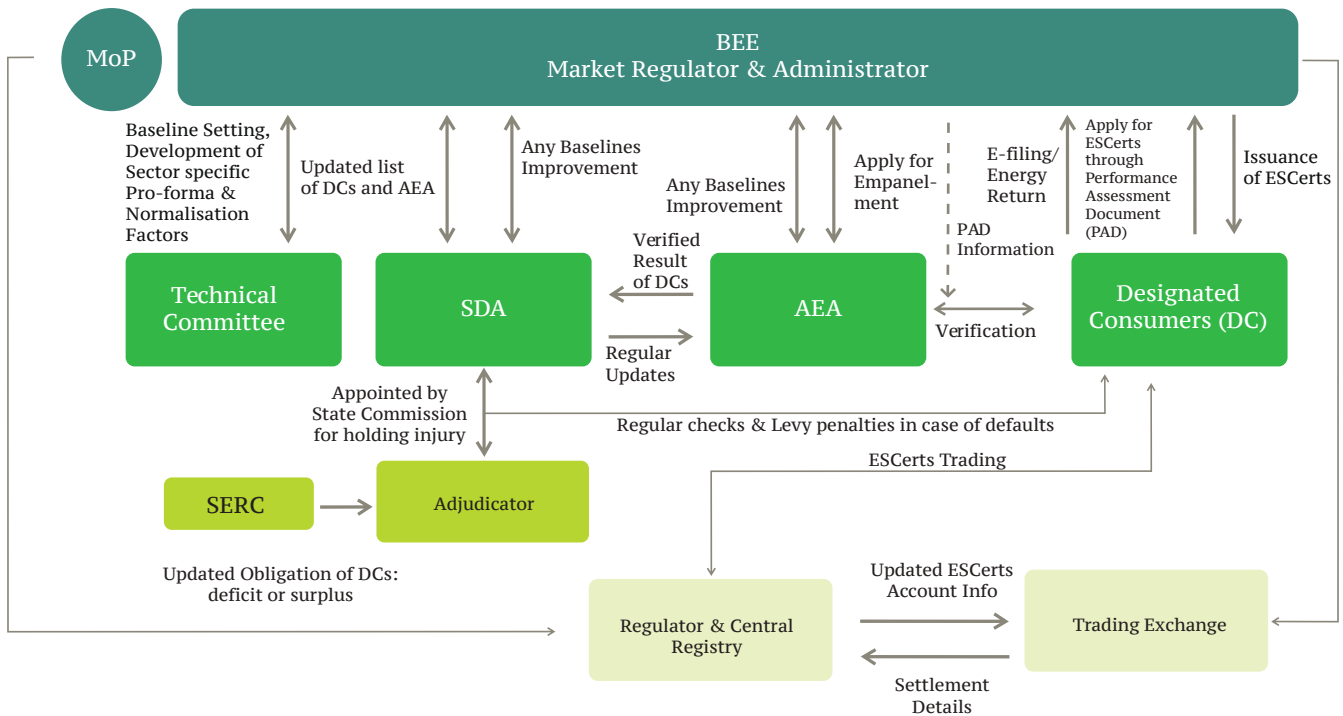 MoP
BEE
Market Regulator & Administrator
Baseline Setting,
Development of
Sector specific
Pro-forma &
Normalisation
Factors
Updated list
of DCs and AEA
Any Baselines
Improvement
Any Baselines
Improvement
Apply for
Empanel-
ment
PAD
Information
E-filing/
Energy
Return
Apply for
ESCerts
through
Performance
Assessment
Document
(PAD)
Issuance
of ESCerts
Technical
Committee
SDA
Verified
Result
of DCs
Regular
Updates
AEA
Verification
Designated
Consumers (DC)
Appointed by
State Commission
for holding injury
Regular checks & Levy penalties in case of defaults
ESCerts Trading
SERC
Adjudicator
Updated Obligation of DCs:
deficit or surplus
Regulator & Central
Registry
Updated ESCerts
Account Info
Settlement
Details
Trading Exchange